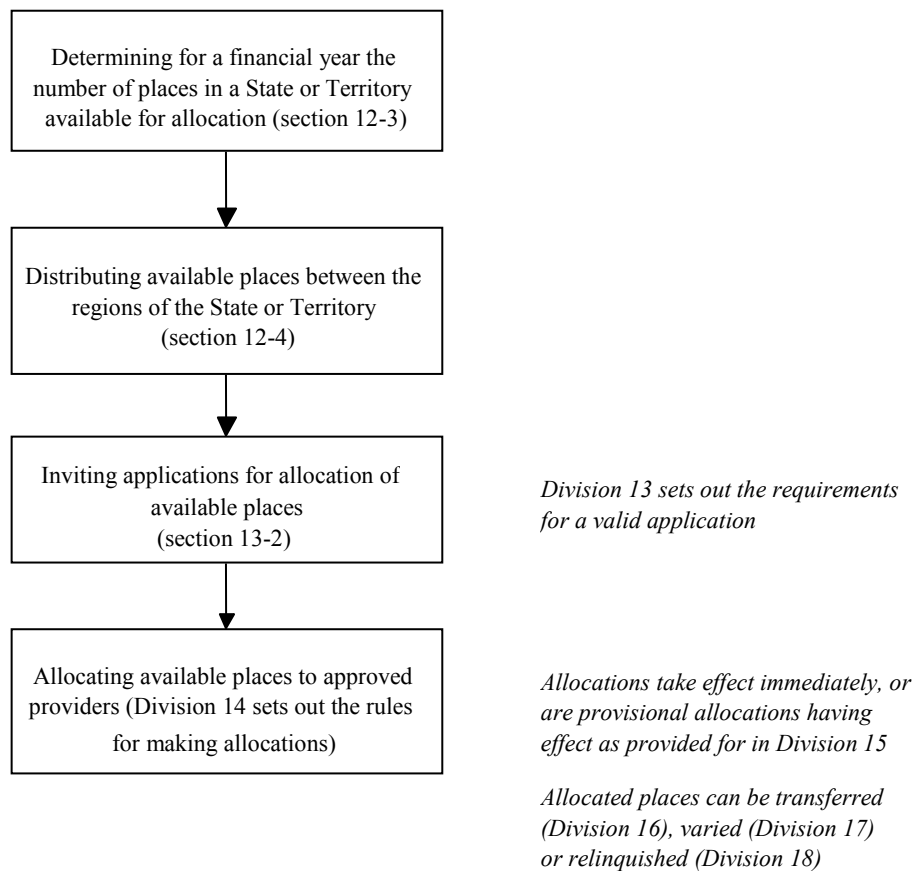 Determining for a financial year the
number of places in a State or Territory
available for allocation (section 12-3)
Distributing available places between the
regions of the State or Territory
(section 12-4)
Inviting applications for allocation of
available places
(section 13-2)
Division 13 sets out the requirements
for a valid application
Allocating available places to approved
providers (Division 14 sets out the rules
for making allocations)
Allocations take effect immediately, or
are provisional allocations having
effect as provided for in Division 15
Allocated places can be transferred
(Division 16), varied (Division 17)
or relinquished (Division 18)